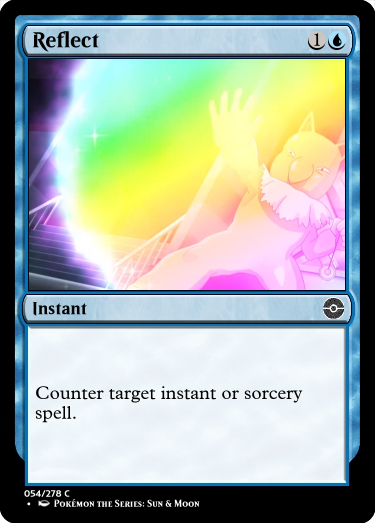 Reflect 1
Instant
Counter target instant or sorcery
spell.
054/278 C
• Pokémon the Series: Sun & Moon